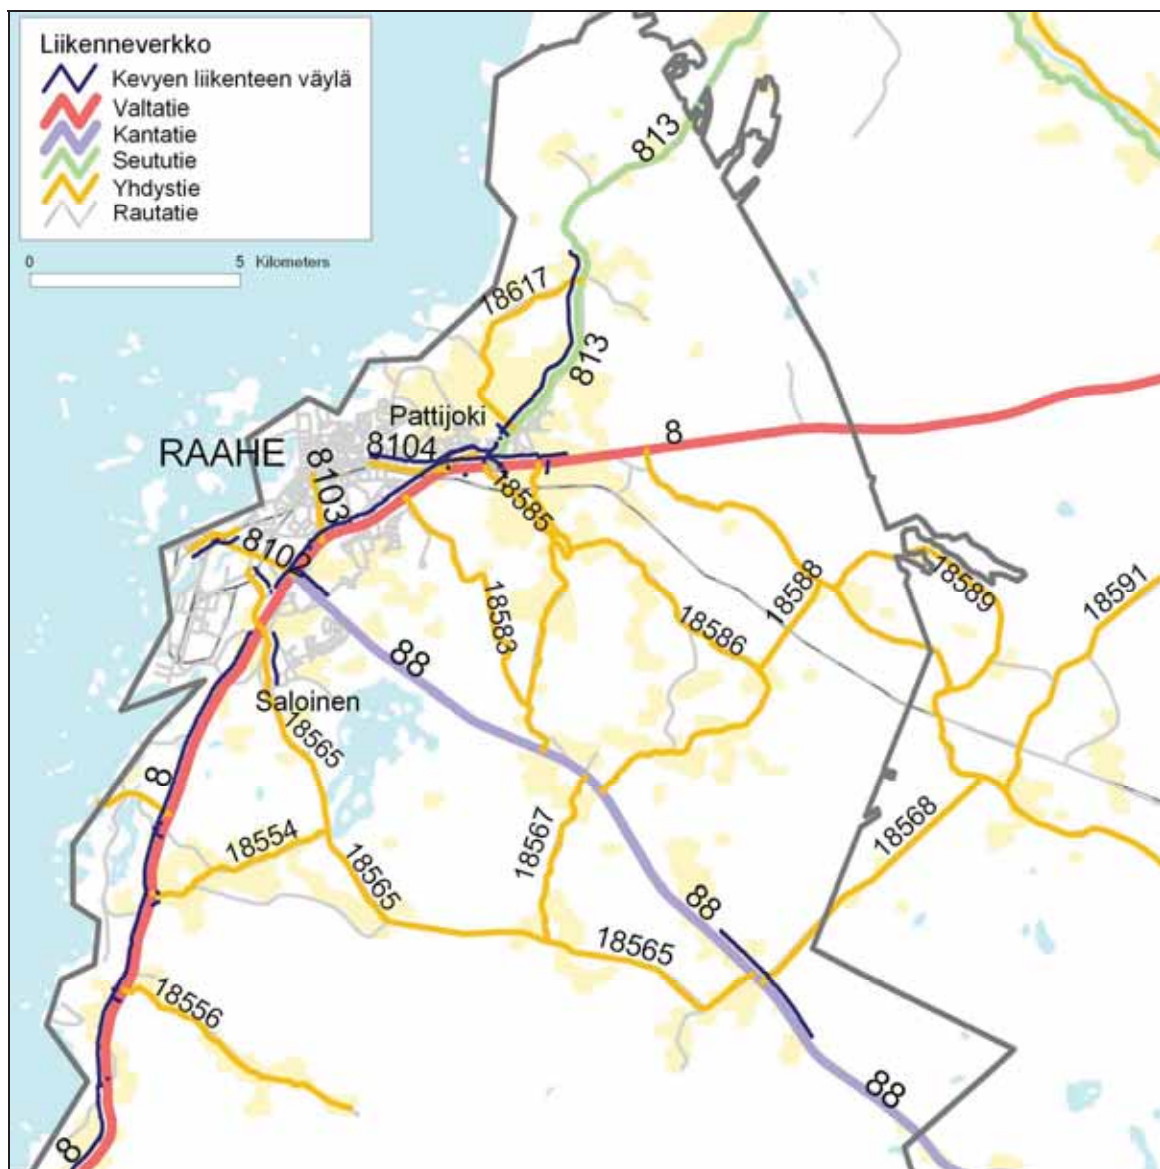 Liikenneverkko
Kevyen liikenteen väylä
Valtatie
Kantatie
Seututie
Yhdystie
Rautatie
0 5 Kilometers
813
18617
813
Pattijoki
RAAHE
8104
8
8103
18585
8102
18588
18589
18591
18583
18586
88
Saloinen
18565
8
18554
18567
18568
18565
88
18565
18556
88
8